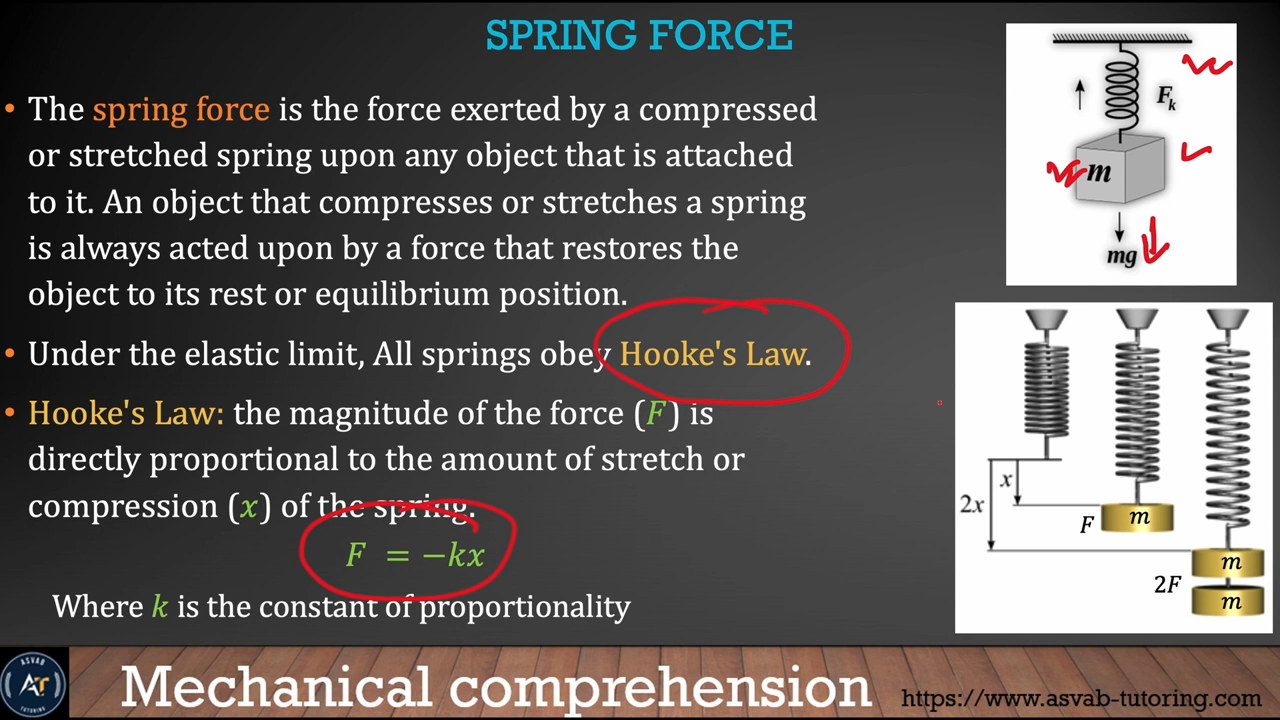 SPRING FORCE
• The spring force is the force exerted by a compressed
or stretched spring upon any object that is attached
to it. An object that compresses or stretches a spring
is always acted upon by a force that restores the
object to its rest or equilibrium position.
• Under the elastic limit, All springs obey Hooke's Law.
• Hooke's Law: the magnitude of the force (F) is
directly proportional to the amount of stretch or
compression (x) of the spring.
F = −kx
Where k is the constant of proportionality
Fk
m
mg
x
2x
F
m
m
2F
m
ASVAB
AT
TUTORING
Mechanical comprehension
https://www.asvab-tutoring.com